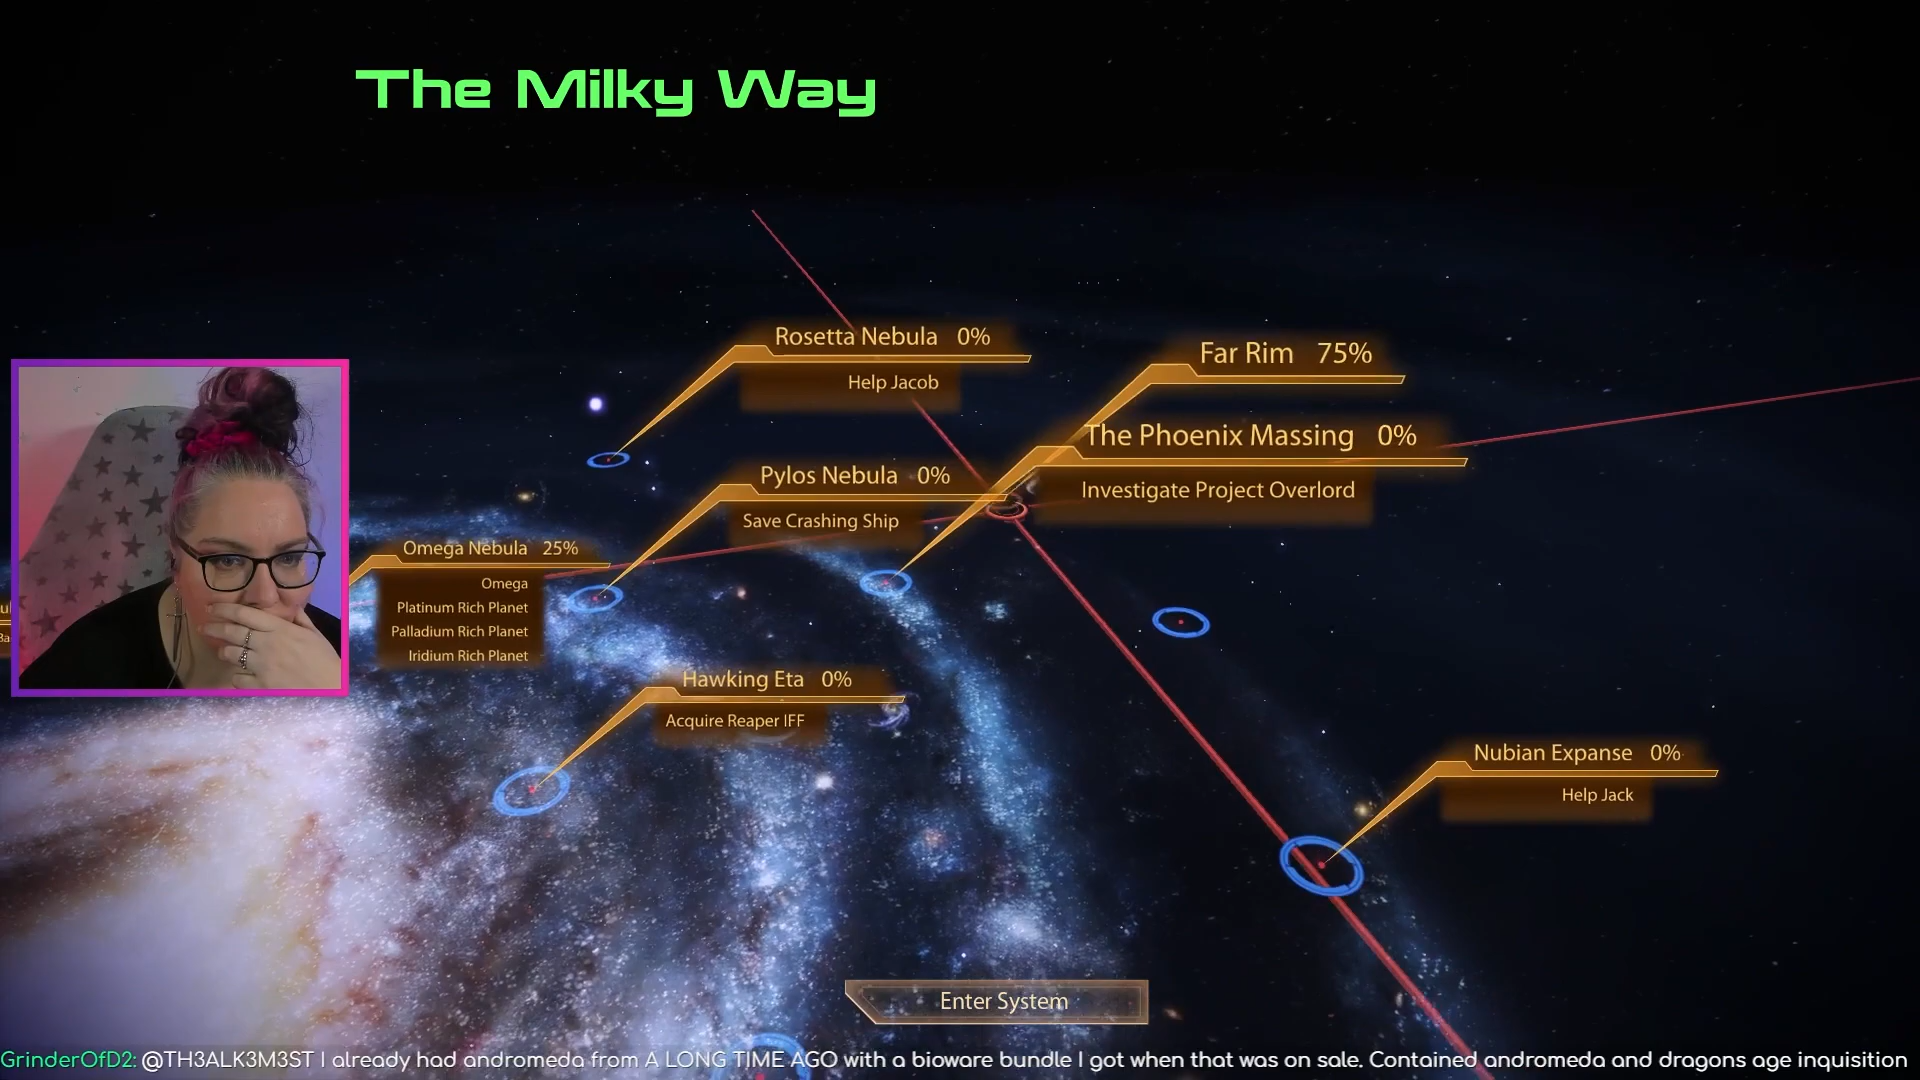 The Milky Way
Rosetta Nebula 0%
Help Jacob
Far Rim 75%
The Phoenix Massing 0%
Investigate Project Overlord
Pylos Nebula 0%
Save Crashing Ship
Omega Nebula 25%
Omega
Platinum Rich Planet
Palladium Rich Planet
Iridium Rich Planet
Hawking Eta 0%
Acquire Reaper IFF
Nubian Expanse 0%
Help Jack
Enter System
GrinderOfD2: @TH3ALK3M3ST I already had andromeda from A LONG TIME AGO with a bioware bundle I got when that was on sale. Contained andromeda and dragons age inquisition